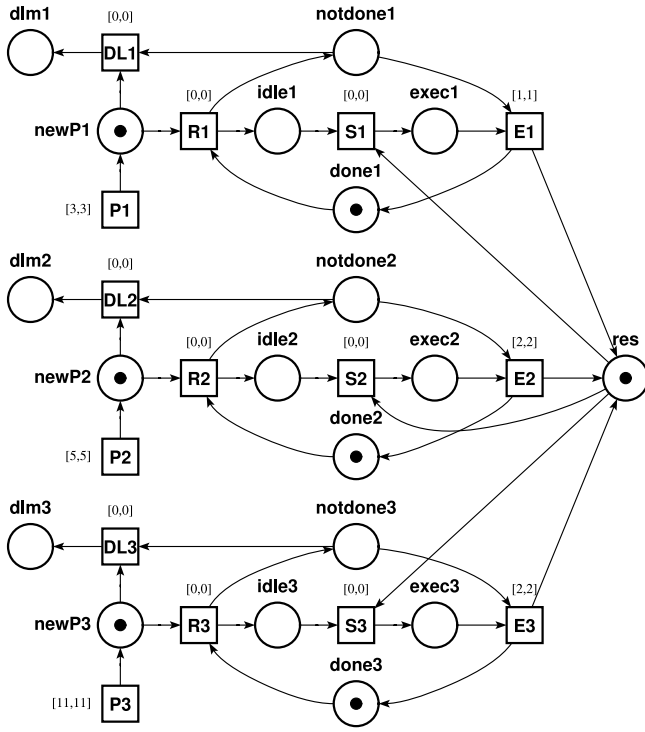 dlm1 [0,0] notdone1
DL1
[0,0] idle1 [0,0] exec1 [1,1]
newP1 R1 S1 E1
done1
[3,3] P1
dlm2 [0,0] notdone2
DL2
[0,0] idle2 [0,0] exec2 [2,2] res
newP2 R2 S2 E2
done2
[5,5] P2
dlm3 [0,0] notdone3
DL3
[0,0] idle3 [0,0] exec3 [2,2]
newP3 R3 S3 E3
done3
[11,11] P3